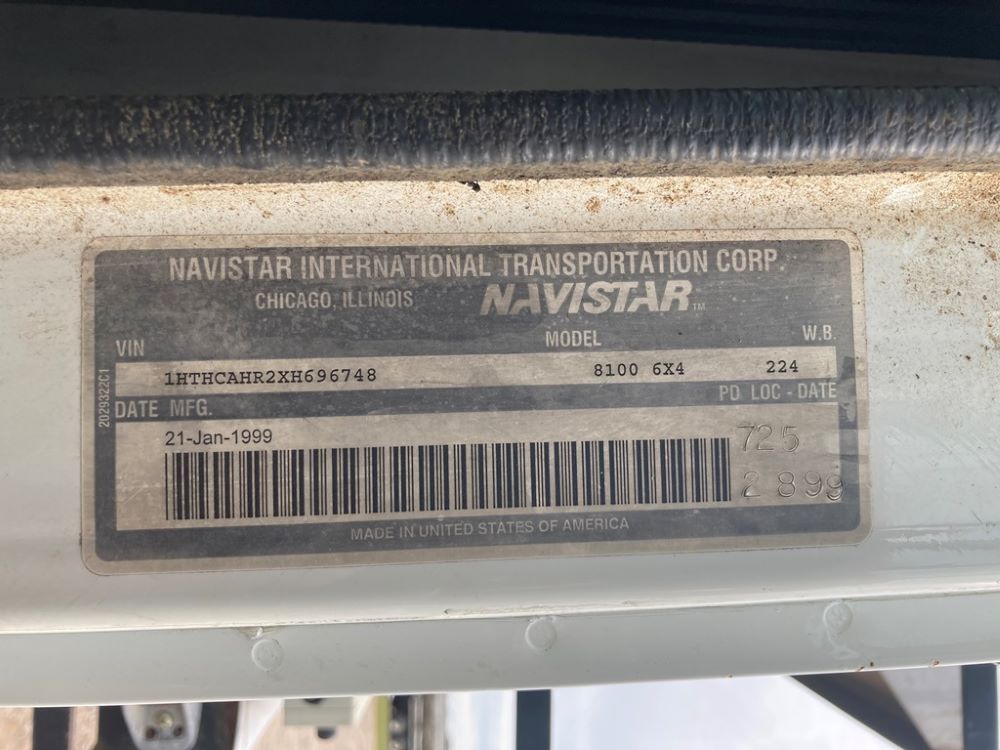 NAVISTAR INTERNATIONAL TRANSPORTATION CORP.
CHICAGO, ILLINOIS NAVISTAR™
VIN MODEL W.B.
1HTHCAHR2XH696748 8100 6X4 224
DATE MFG. PD LOC - DATE
21-Jan-1999 725
2 899
MADE IN UNITED STATES OF AMERICA
2029322C1